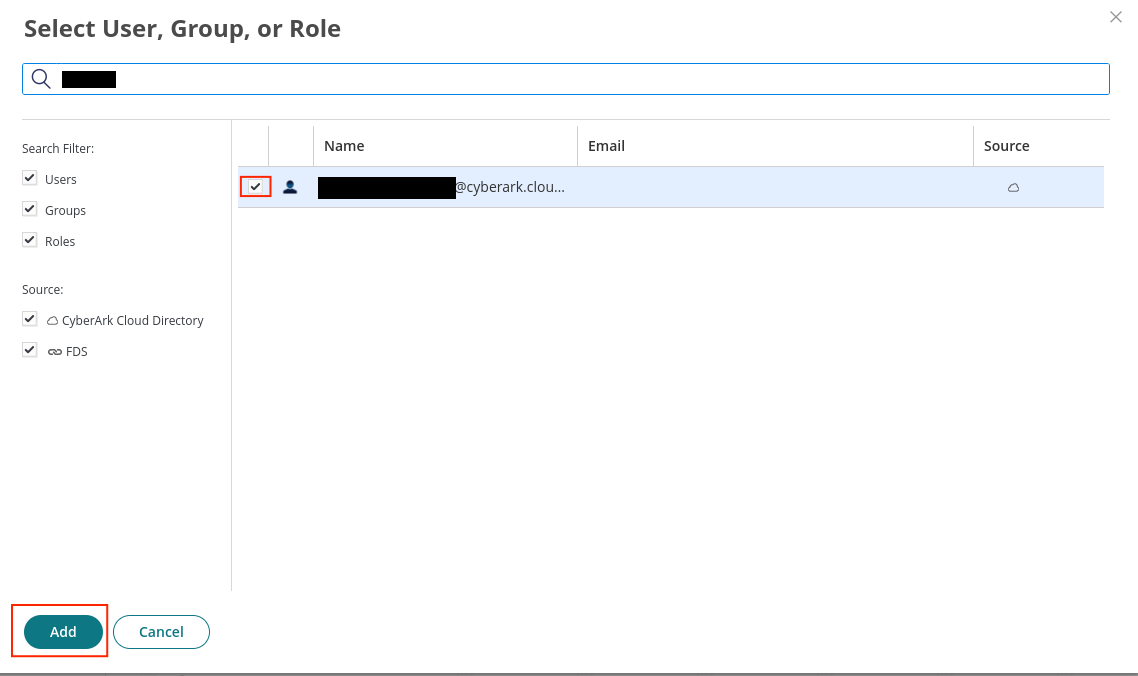 Select User, Group, or Role
Search Filter:
Users
Groups
Roles
Source:
CyberArk Cloud Directory
FDS
Name Email Source
@cyberark.clou...
Add Cancel